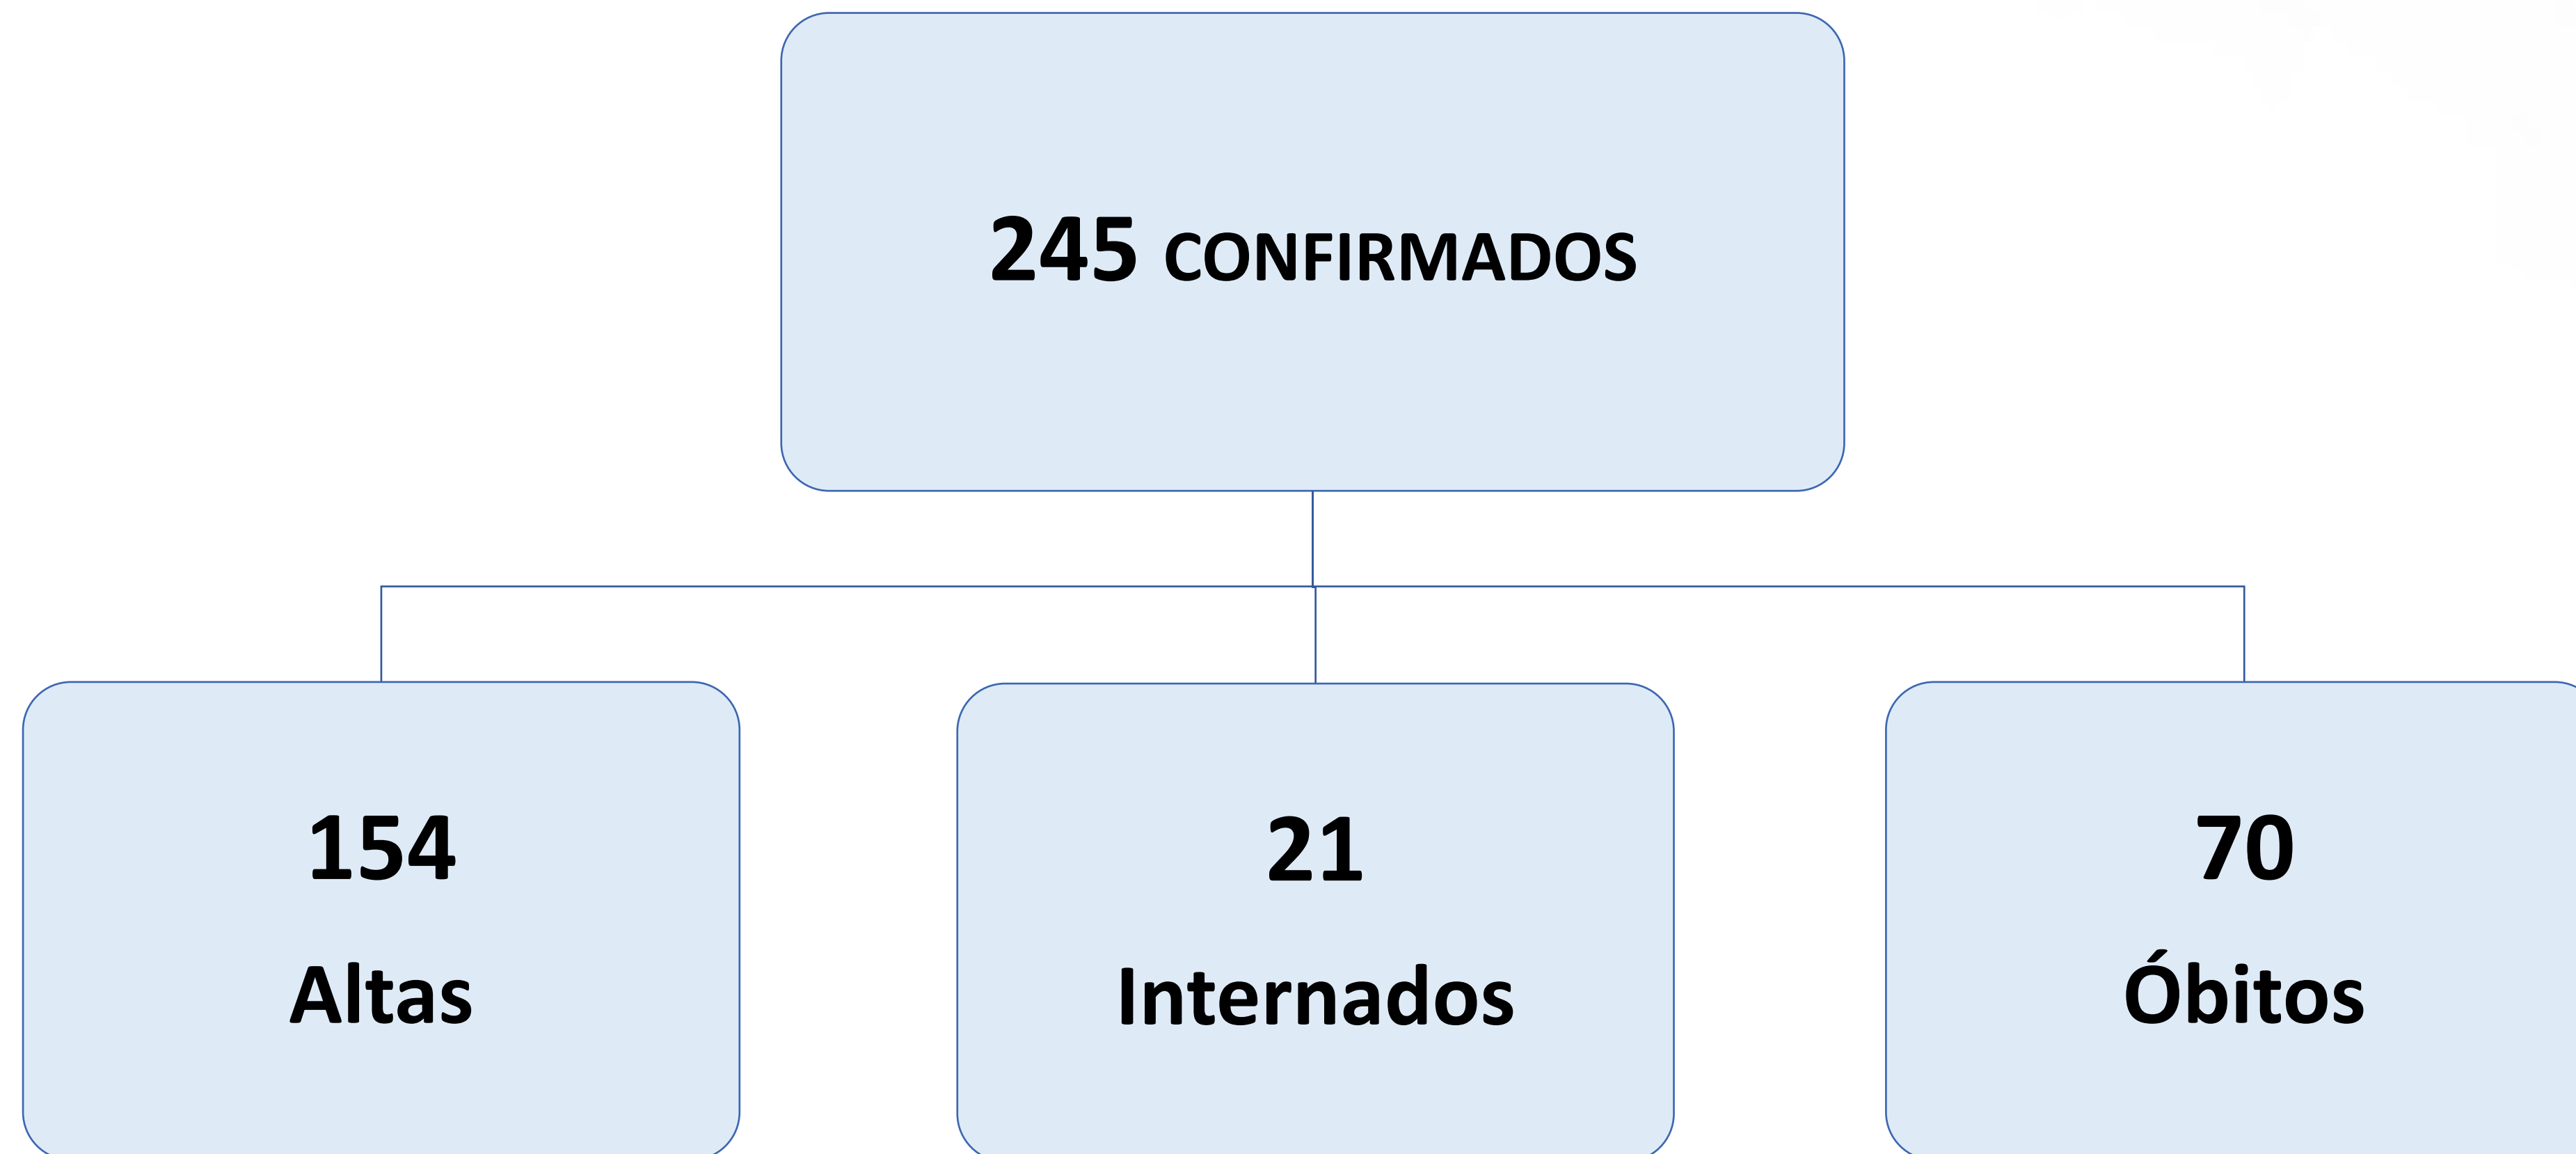 245 CONFIRMADOS
154
Altas
21
Internados
70
Óbitos